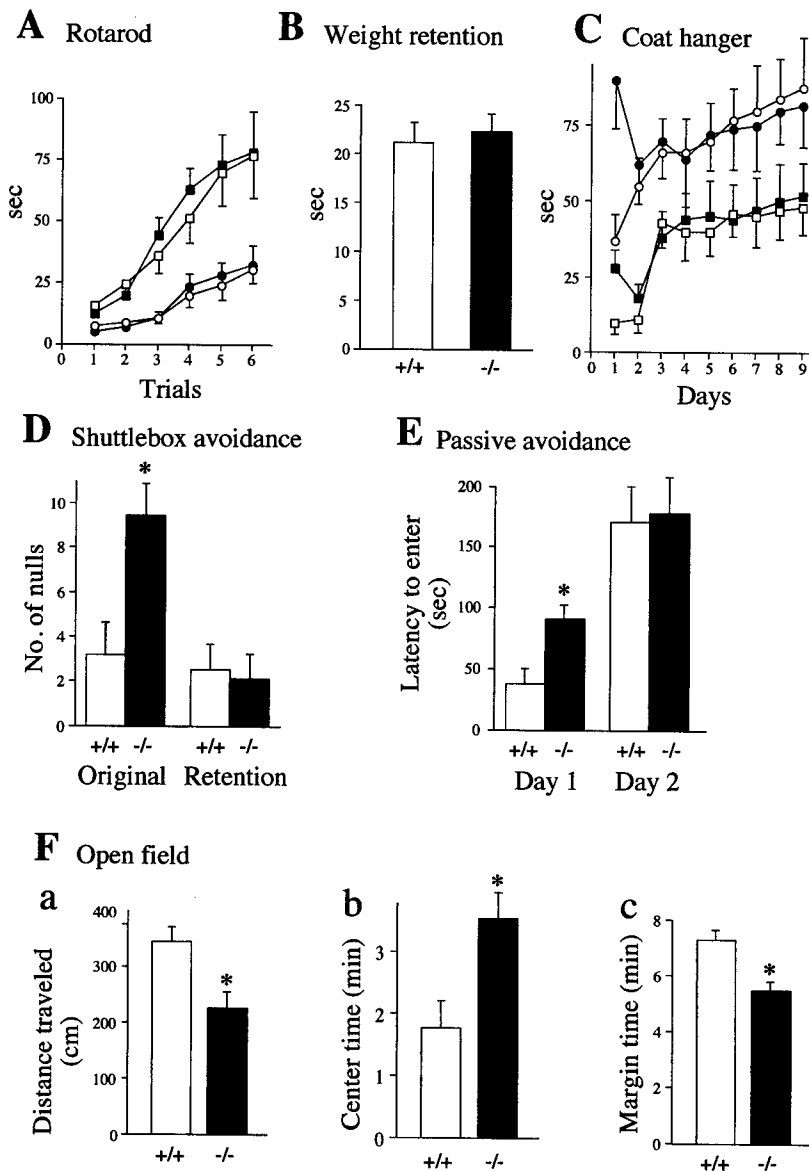 A Rotarod
100
75
50
25
0
sec
0 1 2 3 4 5 6
Trials
B Weight retention
25
20
15
10
5
0
sec
+/+ -/-
C Coat hanger
75
50
25
0
sec
0 1 2 3 4 5 6 7 8 9
Days
D Shuttlebox avoidance
10
8
6
4
2
0
No. of nulls
*
+/+ -/- +/+ -/-
Original Retention
E Passive avoidance
200
150
100
50
0
Latency to enter
(sec)
*
+/+ -/- +/+ -/-
Day 1 Day 2
F Open field
a
400
300
200
100
0
Distance traveled
(cm)
*
+/+ -/-
b
3
2
1
0
Center time (min)
*
+/+ -/-
c
8
6
4
2
0
Margin time (min)
*
+/+ -/-